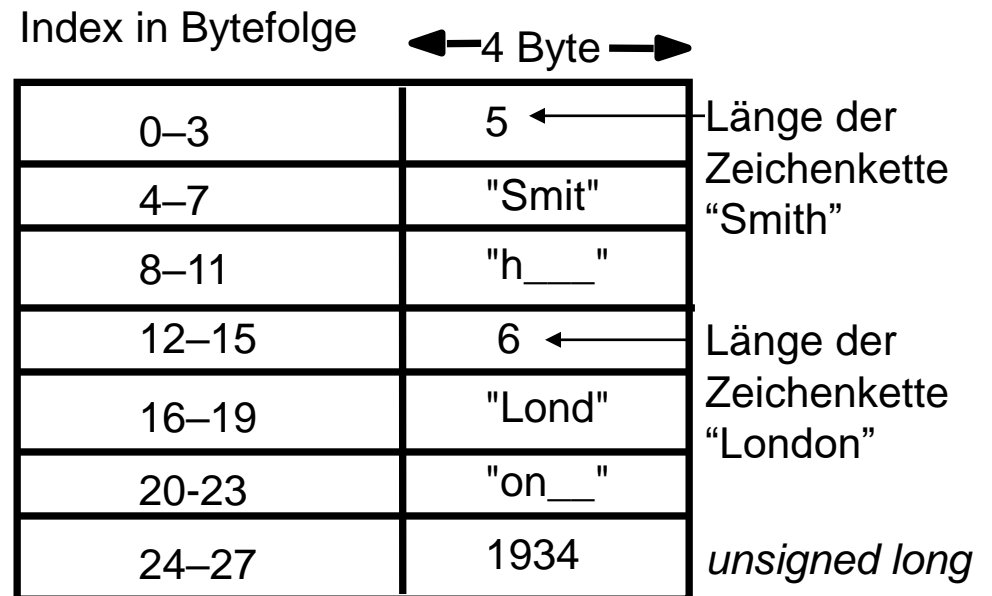 Index in Bytefolge
4 Byte
0–3 5 Länge der
Zeichenkette
4–7 "Smit"
“Smith”
8–11 "h___"
12–15 6 Länge der
Zeichenkette
16–19 "Lond"
“London”
20-23 "on__"
24–27 1934 unsigned long